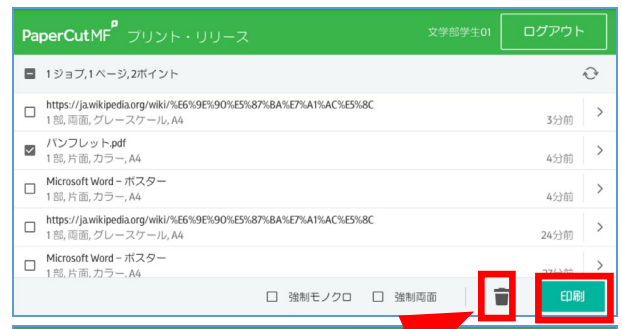 PaperCut MF プリント・リリース
文学部学生01
ログアウト
1ジョブ,1ページ,2ポイント
https://ja.wikipedia.org/wiki/%E6%9E%90%E5%87%BA%E7%A1%AC%E5%8C
1部,両面,グレースケール,A4
3分前
パンフレット.pdf
1部,片面,カラー,A4
4分前
Microsoft Word – ポスター
1部,片面,カラー,A4
4分前
https://ja.wikipedia.org/wiki/%E6%9E%90%E5%87%BA%E7%A1%AC%E5%8C
1部,両面,グレースケール,A4
24分前
Microsoft Word – ポスター
1部,片面,カラー,A4
強制モノクロ
強制両面
印刷